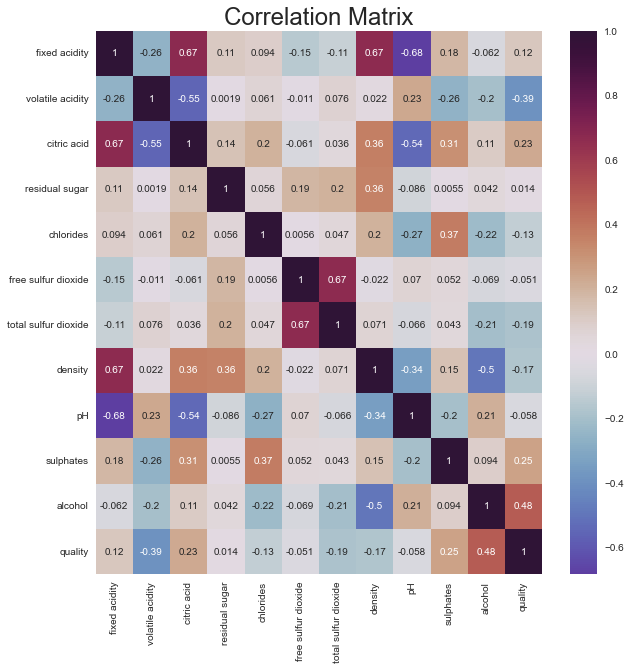 Correlation Matrix
fixed acidity 1 -0.26 0.67 0.11 0.094 -0.15 -0.11 0.67 -0.68 0.18 -0.062 0.12
volatile acidity -0.26 1 -0.55 0.0019 0.061 -0.011 0.076 0.022 0.23 -0.26 -0.2 -0.39
citric acid 0.67 -0.55 1 0.14 0.2 -0.061 0.036 0.36 -0.54 0.31 0.11 0.23
residual sugar 0.11 0.0019 0.14 1 0.056 0.19 0.2 0.36 -0.086 0.0055 0.042 0.014
chlorides 0.094 0.061 0.2 0.056 1 0.0056 0.047 0.2 -0.27 0.37 -0.22 -0.13
free sulfur dioxide -0.15 -0.011 -0.061 0.19 0.0056 1 0.67 -0.022 0.07 0.052 -0.069 -0.051
total sulfur dioxide -0.11 0.076 0.036 0.2 0.047 0.67 1 0.071 -0.066 0.043 -0.21 -0.19
density 0.67 0.022 0.36 0.36 0.2 -0.022 0.071 1 -0.34 0.15 -0.5 -0.17
pH -0.68 0.23 -0.54 -0.086 -0.27 0.07 -0.066 -0.34 1 -0.2 0.21 -0.058
sulphates 0.18 -0.26 0.31 0.0055 0.37 0.052 0.043 0.15 -0.2 1 0.094 0.25
alcohol -0.062 -0.2 0.11 0.042 -0.22 -0.069 -0.21 -0.5 0.21 0.094 1 0.48
quality 0.12 -0.39 0.23 0.014 -0.13 -0.051 -0.19 -0.17 -0.058 0.25 0.48 1
fixed acidity
volatile acidity
citric acid
residual sugar
chlorides
free sulfur dioxide
total sulfur dioxide
density
pH
sulphates
alcohol
quality
1.0
0.8
0.6
0.4
0.2
0.0
−0.2
−0.4
−0.6